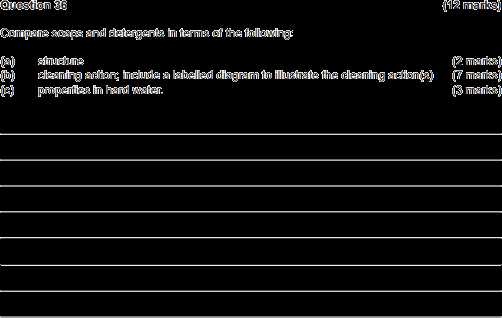 Question 36 (12 marks)
Compare soaps and detergents in terms of the following:
(a) structure (2 marks)
(b) cleaning action; include a labelled diagram to illustrate the cleaning action(s) (7 marks)
(c) properties in hard water. (3 marks)